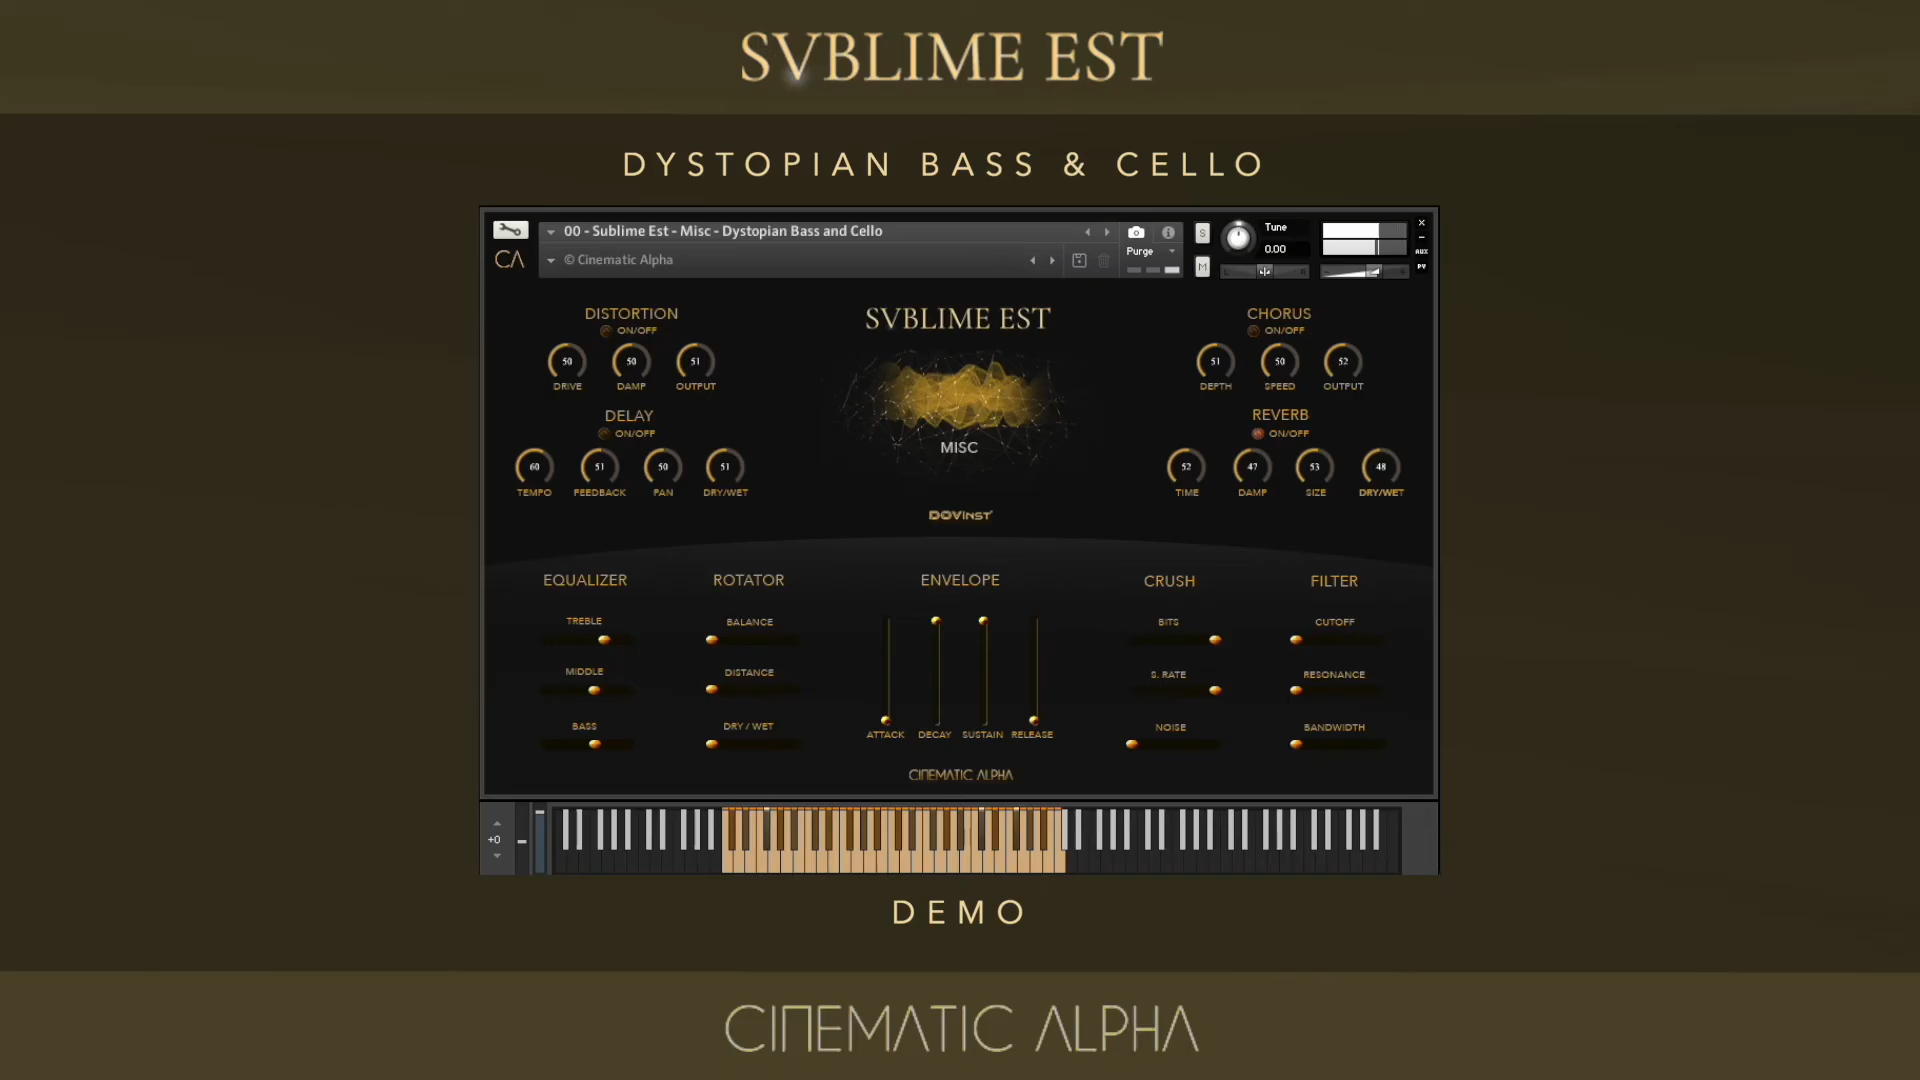 SVBLIME EST
DYSTOPIAN BASS & CELLO
00 - Sublime Est - Misc - Dystopian Bass and Cello
© Cinematic Alpha
Purge
S
M
Tune
0.00
L R
AUX
PV
CA
DISTORTION
ON/OFF
50 50 51
DRIVE DAMP OUTPUT
DELAY
ON/OFF
60 51 50 51
TEMPO FEEDBACK PAN DRY/WET
SVBLIME EST
MISC
DOVINST
CHORUS
ON/OFF
51 50 52
DEPTH SPEED OUTPUT
REVERB
ON/OFF
52 47 53 48
TIME DAMP SIZE DRY/WET
EQUALIZER
TREBLE
MIDDLE
BASS
ROTATOR
BALANCE
DISTANCE
DRY / WET
ENVELOPE
ATTACK DECAY SUSTAIN RELEASE
CRUSH
BITS
S. RATE
NOISE
FILTER
CUTOFF
RESONANCE
BANDWIDTH
CINEMATIC ALPHA
+0
DEMO
CINEMATIC ALPHA